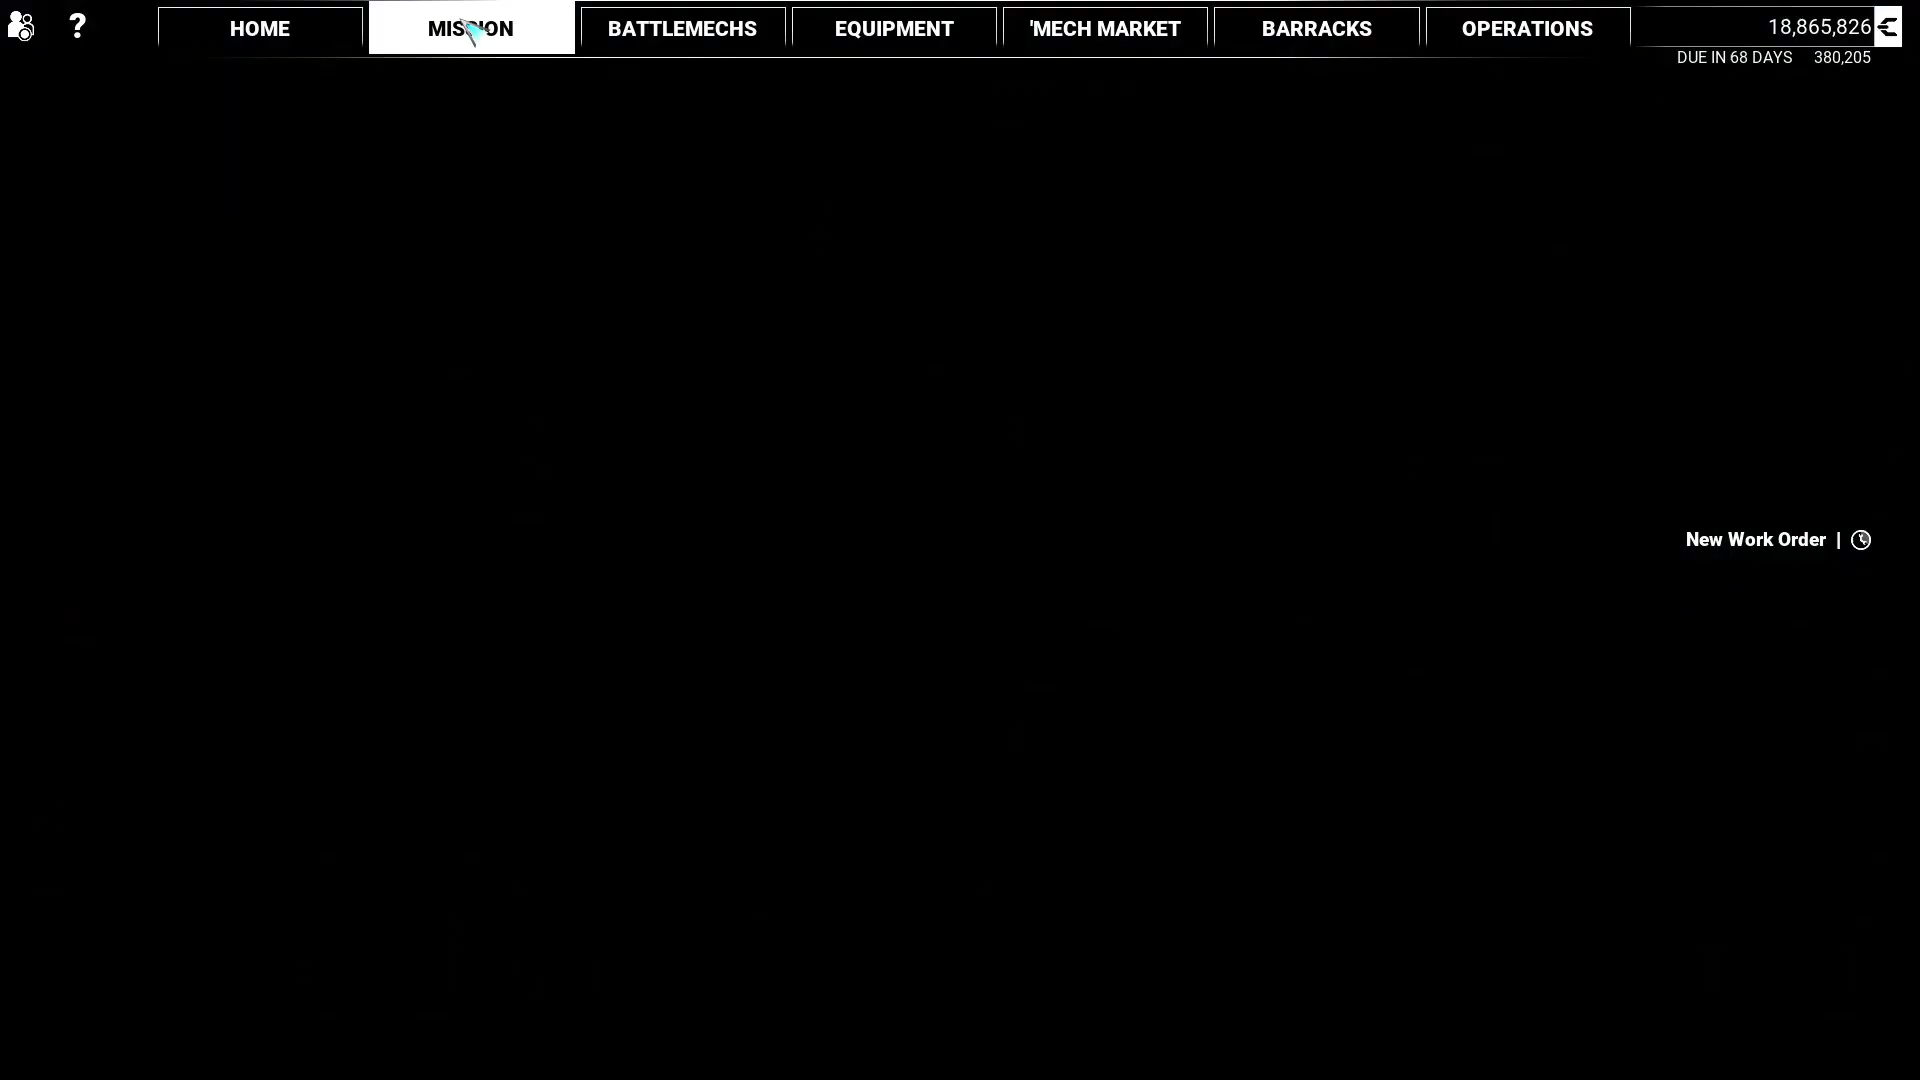 ? HOME MISSION BATTLEMECHS EQUIPMENT 'MECH MARKET BARRACKS OPERATIONS 18,865,826
DUE IN 68 DAYS 380,205
New Work Order |